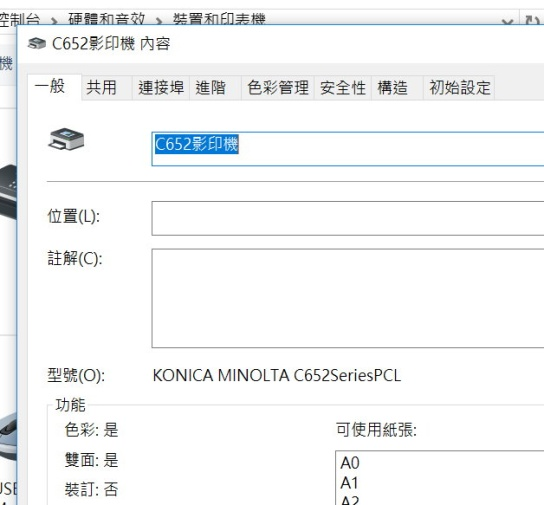 控制台 › 硬體和音效 › 裝置和印表機
C652影印機 內容
機
一般 共用 連接埠 進階 色彩管理 安全性 構造 初始設定
C652影印機
位置(L):
註解(C):
型號(O): KONICA MINOLTA C652SeriesPCL
功能
色彩: 是 可使用紙張:
雙面: 是 A0
裝訂: 否 A1
A2